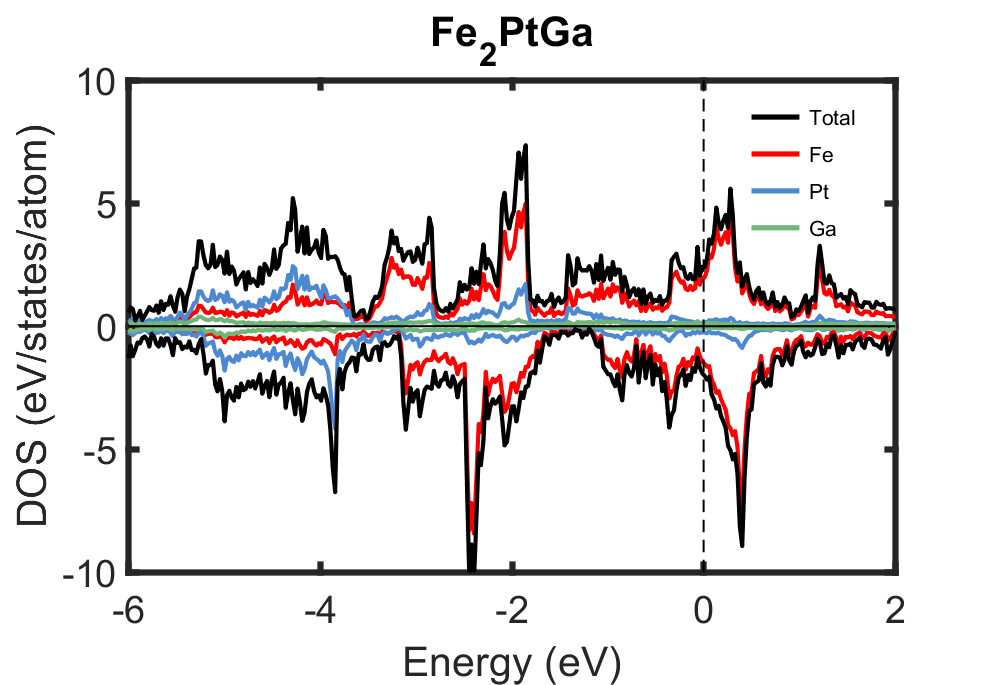 Fe₂PtGa
10
5
0
-5
-10
DOS (eV/states/atom)
Total
Fe
Pt
Ga
-6 -4 -2 0 2
Energy (eV)